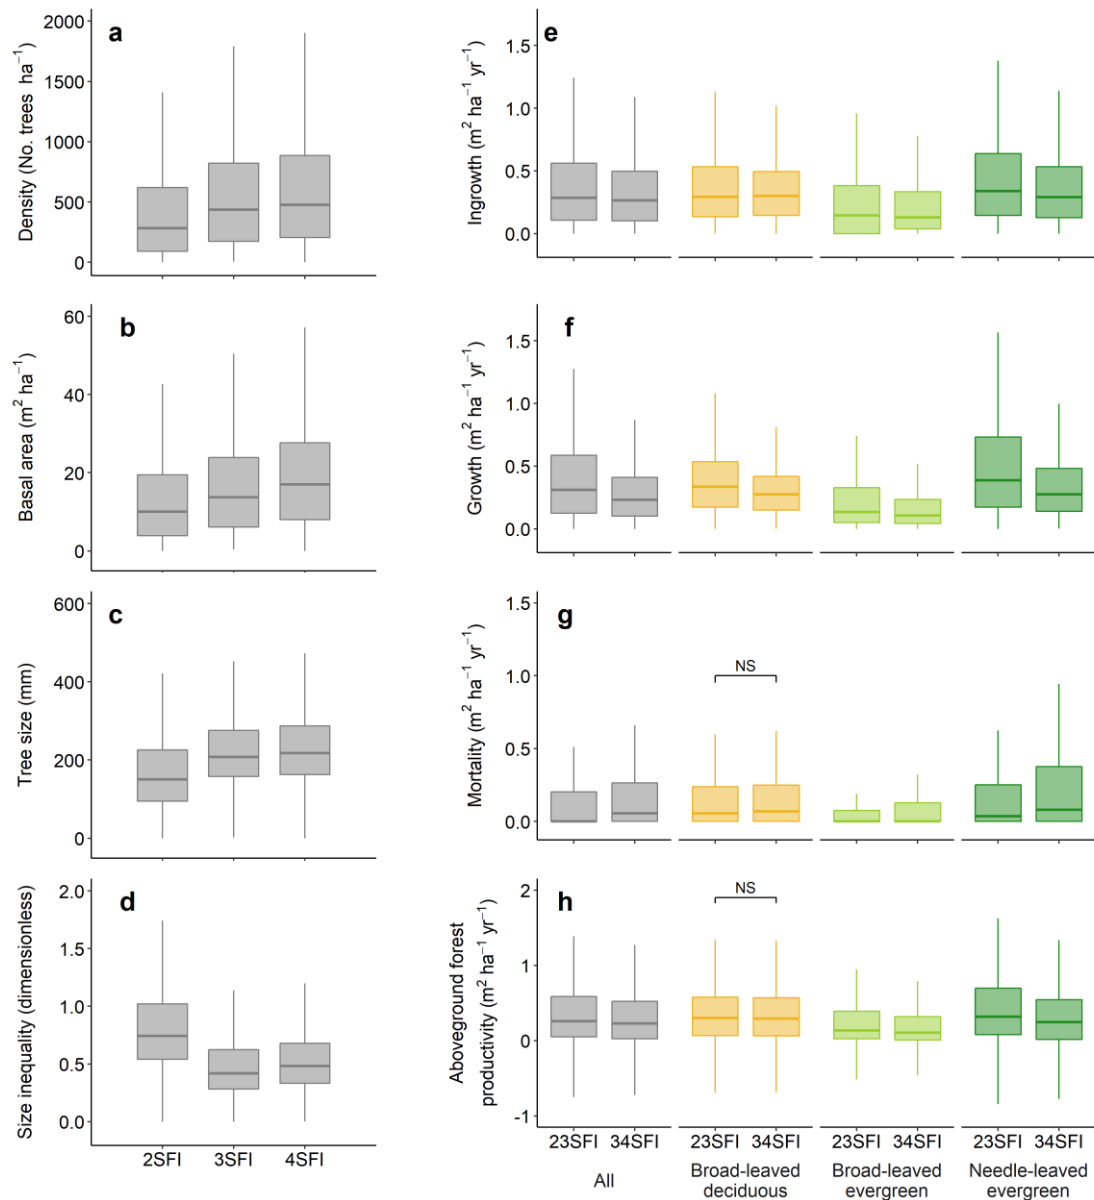 a
Density (No. trees ha⁻¹)
2000
1500
1000
500
0
b
Basal area (m² ha⁻¹)
60
40
20
0
c
Tree size (mm)
600
400
200
0
d
Size inequality (dimensionless)
2.0
1.5
1.0
0.5
0.0
2SFI 3SFI 4SFI
e
Ingrowth (m² ha⁻¹ yr⁻¹)
1.5
1.0
0.5
0.0
f
Growth (m² ha⁻¹ yr⁻¹)
1.5
1.0
0.5
0.0
g
Mortality (m² ha⁻¹ yr⁻¹)
1.5
1.0
0.5
0.0
NS
h
Aboveground forest
productivity (m² ha⁻¹ yr⁻¹)
2
1
0
-1
NS
23SFI 34SFI 23SFI 34SFI 23SFI 34SFI 23SFI 34SFI
All
Broad-leaved
deciduous
Broad-leaved
evergreen
Needle-leaved
evergreen